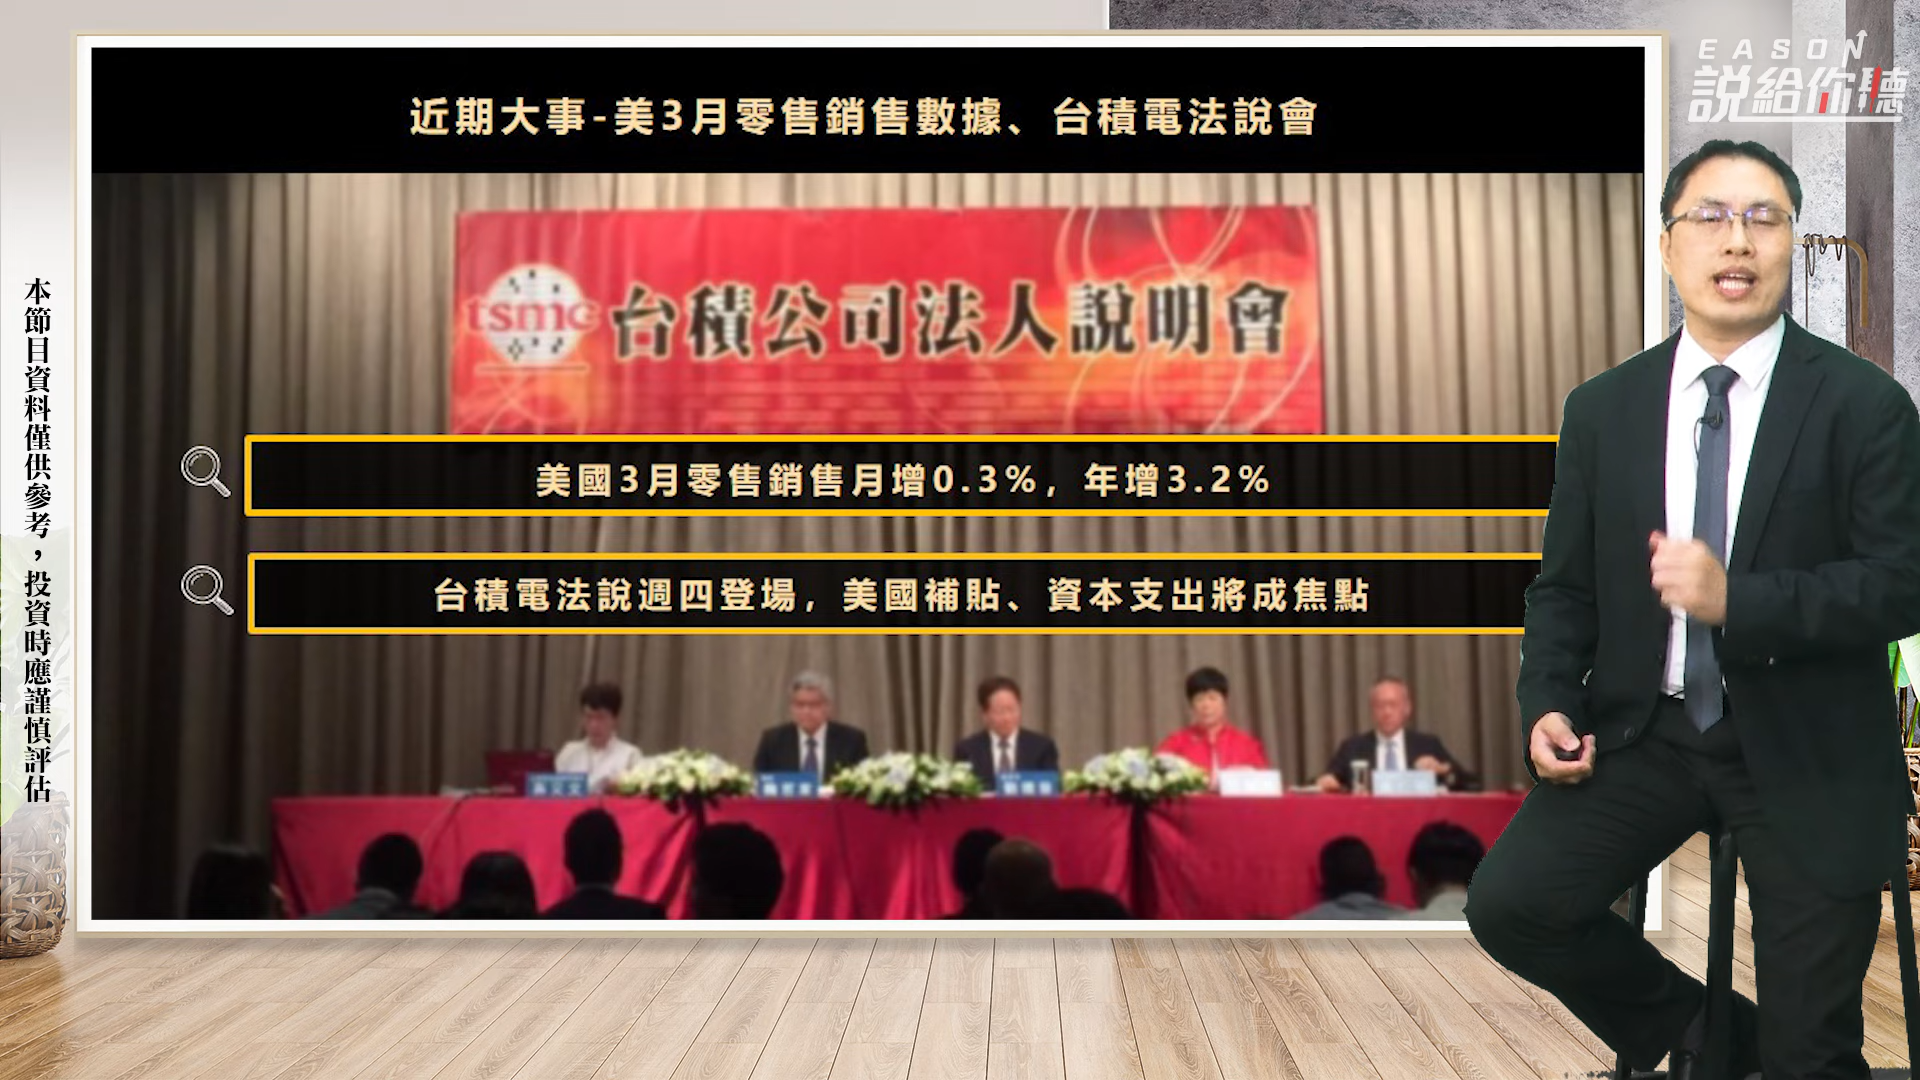 近期大事-美3月零售銷售數據、台積電法說會
EASON
說給你聽
tsmc 台積公司法人說明會
美國3月零售銷售月增0.3%，年增3.2%
台積電法說週四登場，美國補貼、資本支出將成焦點
本節目資料僅供參考，投資時應謹慎評估